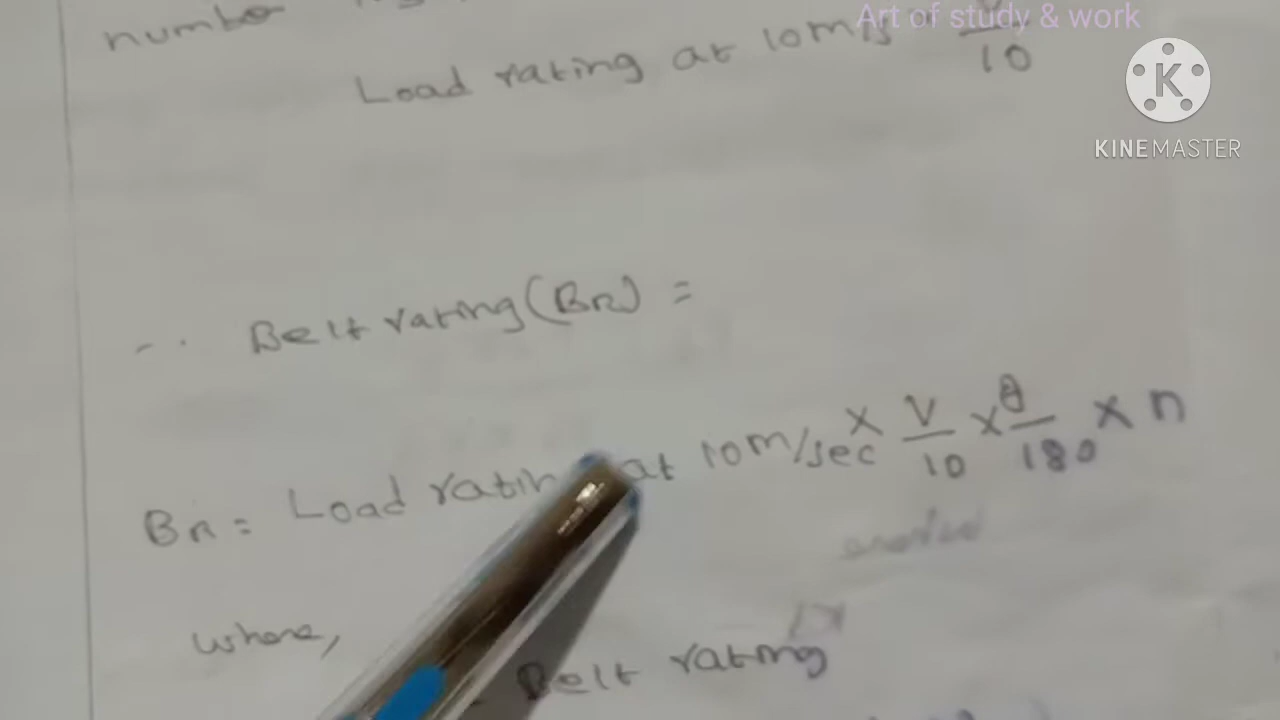 Art of study & work
number
Load rating at 10m/s V/10
K
KINEMASTER
∴ Belt rating (BR) =
BR = Load rating at 10m/sec × V/10 × θ/180 × n
where,
Belt rating